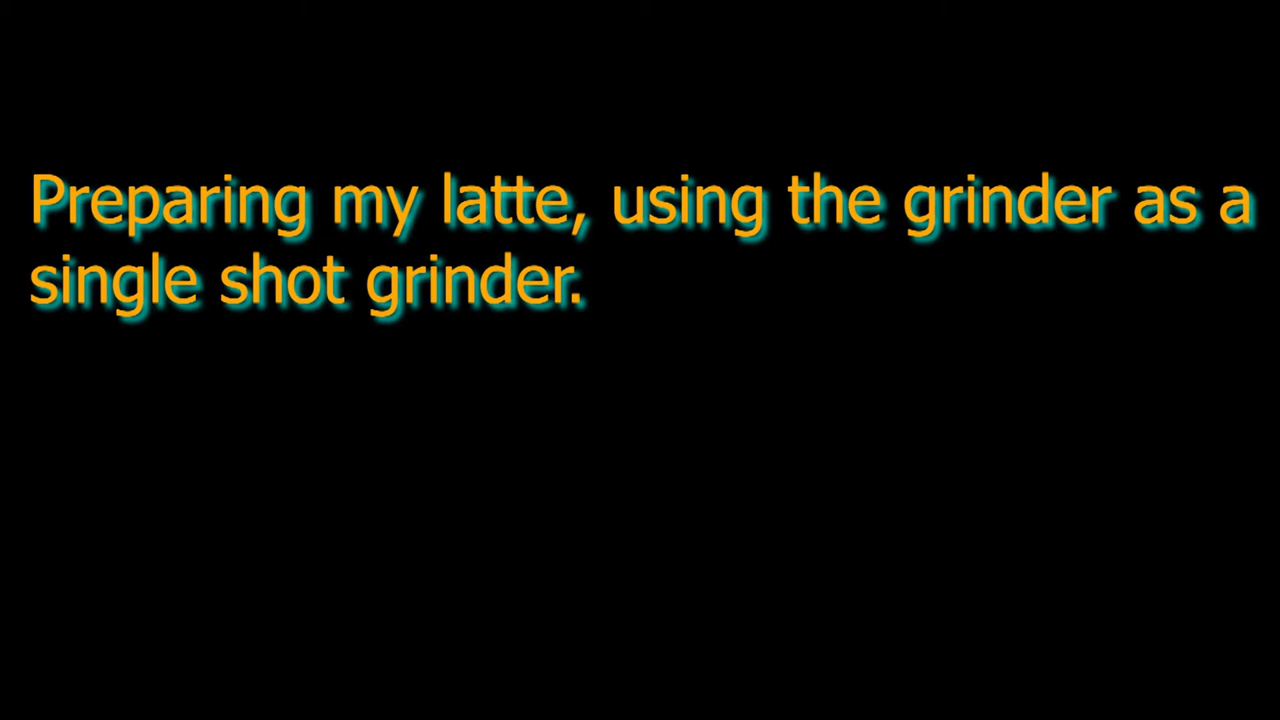 Preparing my latte, using the grinder as a
single shot grinder.